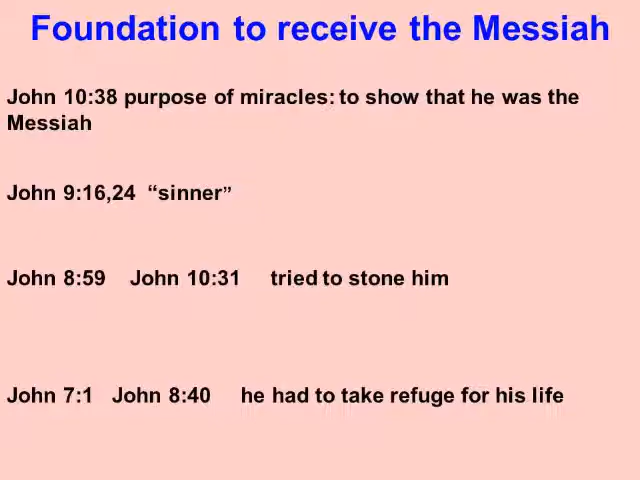 Foundation to receive the Messiah
John 10:38 purpose of miracles: to show that he was the
Messiah
John 9:16,24 “sinner”
John 8:59 John 10:31 tried to stone him
John 7:1 John 8:40 he had to take refuge for his life